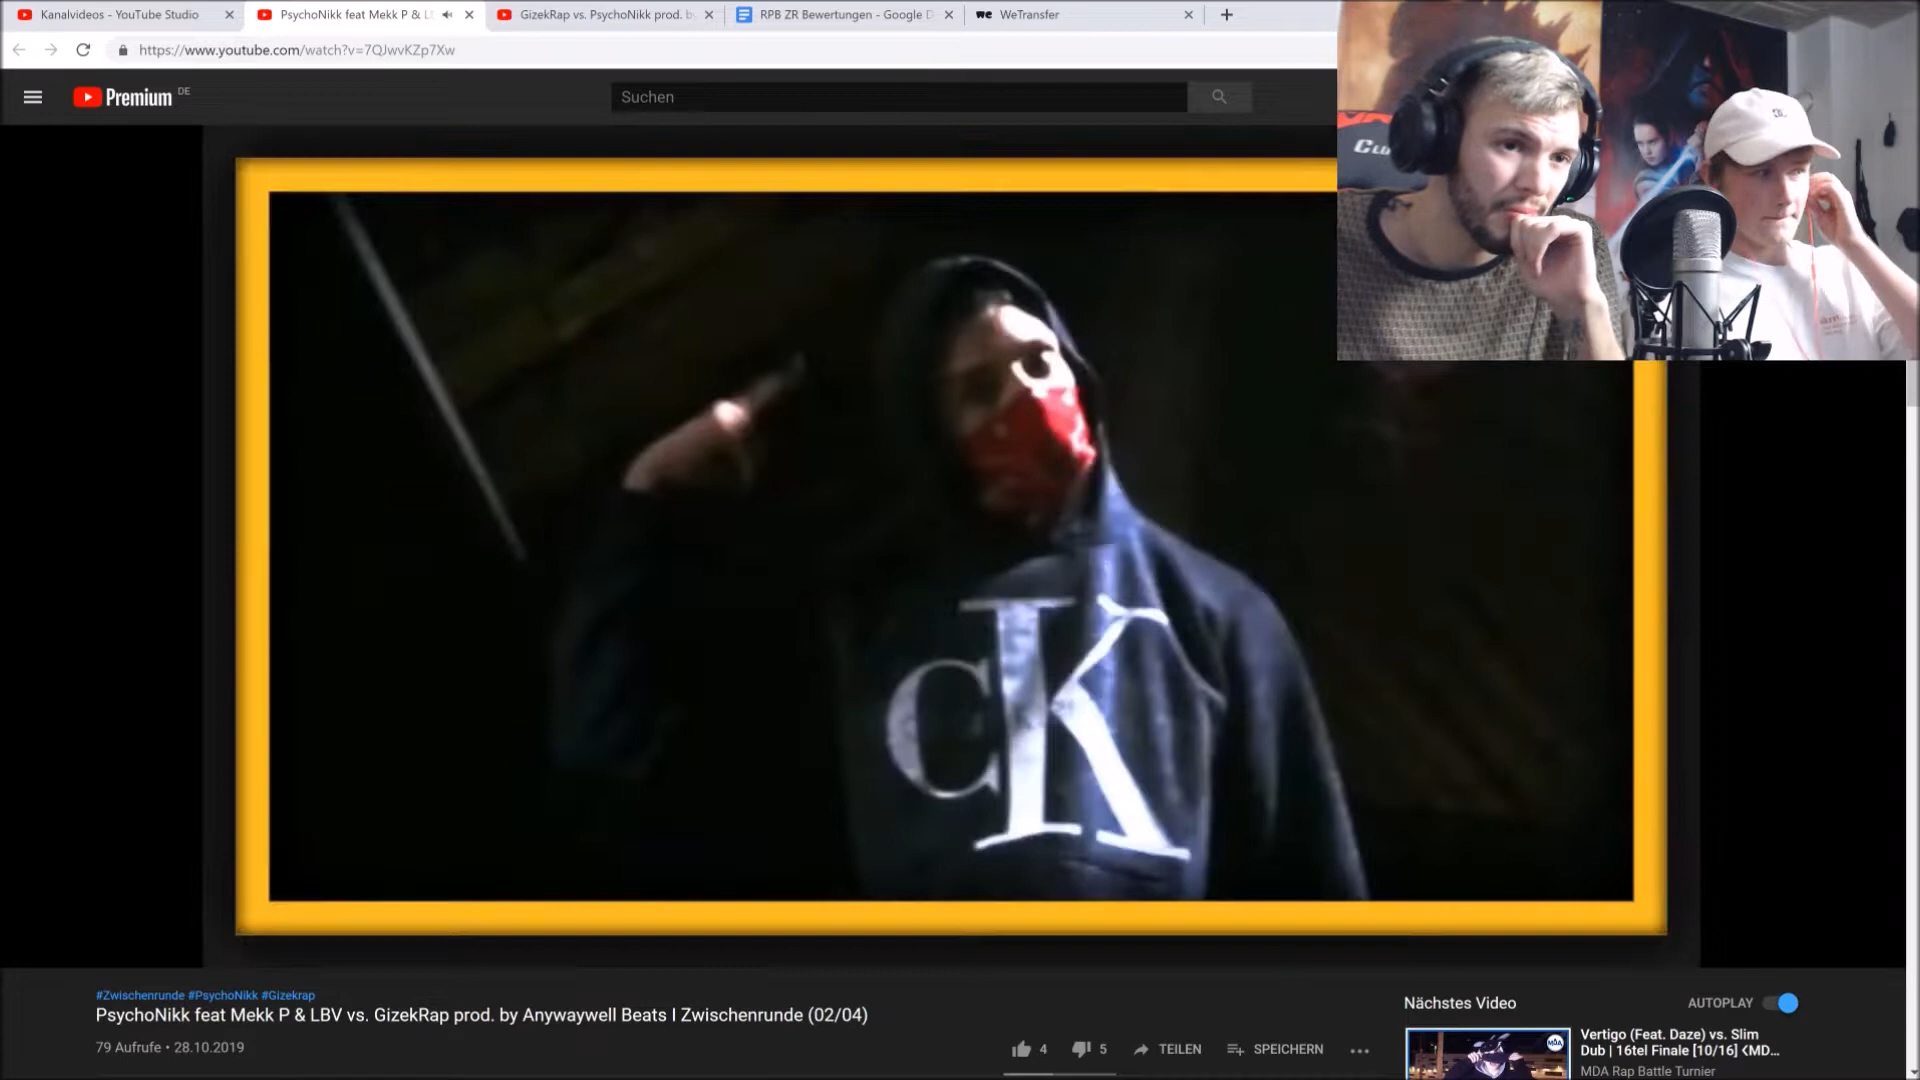 Kanalvideos - YouTube Studio
PsychoNikk feat Mekk P & L
GizekRap vs. PsychoNikk prod. b
RPB ZR Bewertungen - Google D
we WeTransfer
https://www.youtube.com/watch?v=7QJwvKZp7Xw
Premium DE
Suchen
CK
#Zwischenrunde #PsychoNikk #Gizekrap
PsychoNikk feat Mekk P & LBV vs. GizekRap prod. by Anywaywell Beats I Zwischenrunde (02/04)
79 Aufrufe • 28.10.2019
4
5
TEILEN
SPEICHERN
Nächstes Video
AUTOPLAY
MDA
Vertigo (Feat. Daze) vs. Slim
Dub | 16tel Finale [10/16] ❮MD...
MDA Rap Battle Turnier